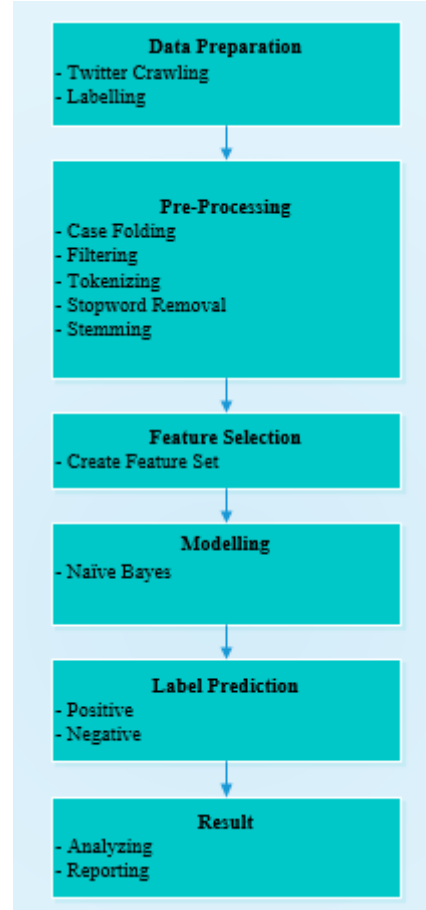 Data Preparation
- Twitter Crawling
- Labelling
Pre-Processing
- Case Folding
- Filtering
- Tokenizing
- Stopword Removal
- Stemming
Feature Selection
- Create Feature Set
Modelling
- Naïve Bayes
Label Prediction
- Positive
- Negative
Result
- Analyzing
- Reporting